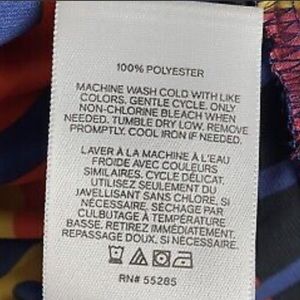 100% POLYESTER
MACHINE WASH COLD WITH LIKE
COLORS. GENTLE CYCLE. ONLY
NON-CHLORINE BLEACH WHEN
NEEDED. TUMBLE DRY LOW. REMOVE
PROMPTLY. COOL IRON IF NEEDED.
LAVER À LA MACHINE À L'EAU
FROIDE AVEC COULEURS
SIMILAIRES. CYCLE DÉLICAT.
UTILISEZ SEULEMENT DU
JAVELLISANT SANS CHLORE, SI
NÉCESSAIRE. SÉCHAGE PAR
CULBUTAGE À TEMPÉRATURE
BASSE. RETIREZ IMMÉDIATEMENT.
REPASSAGE DOUX, SI NÉCESSAIRE.
RN# 55285